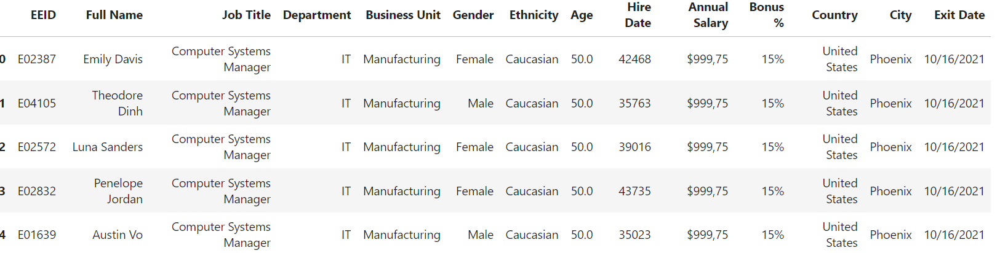 EEID Full Name Job Title Department Business Unit Gender Ethnicity Age Hire Date Annual Salary Bonus % Country City Exit Date
0 E02387 Emily Davis Computer Systems Manager IT Manufacturing Female Caucasian 50.0 42468 $999,75 15% United States Phoenix 10/16/2021
1 E04105 Theodore Dinh Computer Systems Manager IT Manufacturing Male Caucasian 50.0 35763 $999,75 15% United States Phoenix 10/16/2021
2 E02572 Luna Sanders Computer Systems Manager IT Manufacturing Female Caucasian 50.0 39016 $999,75 15% United States Phoenix 10/16/2021
3 E02832 Penelope Jordan Computer Systems Manager IT Manufacturing Female Caucasian 50.0 43735 $999,75 15% United States Phoenix 10/16/2021
4 E01639 Austin Vo Computer Systems Manager IT Manufacturing Male Caucasian 50.0 35023 $999,75 15% United States Phoenix 10/16/2021